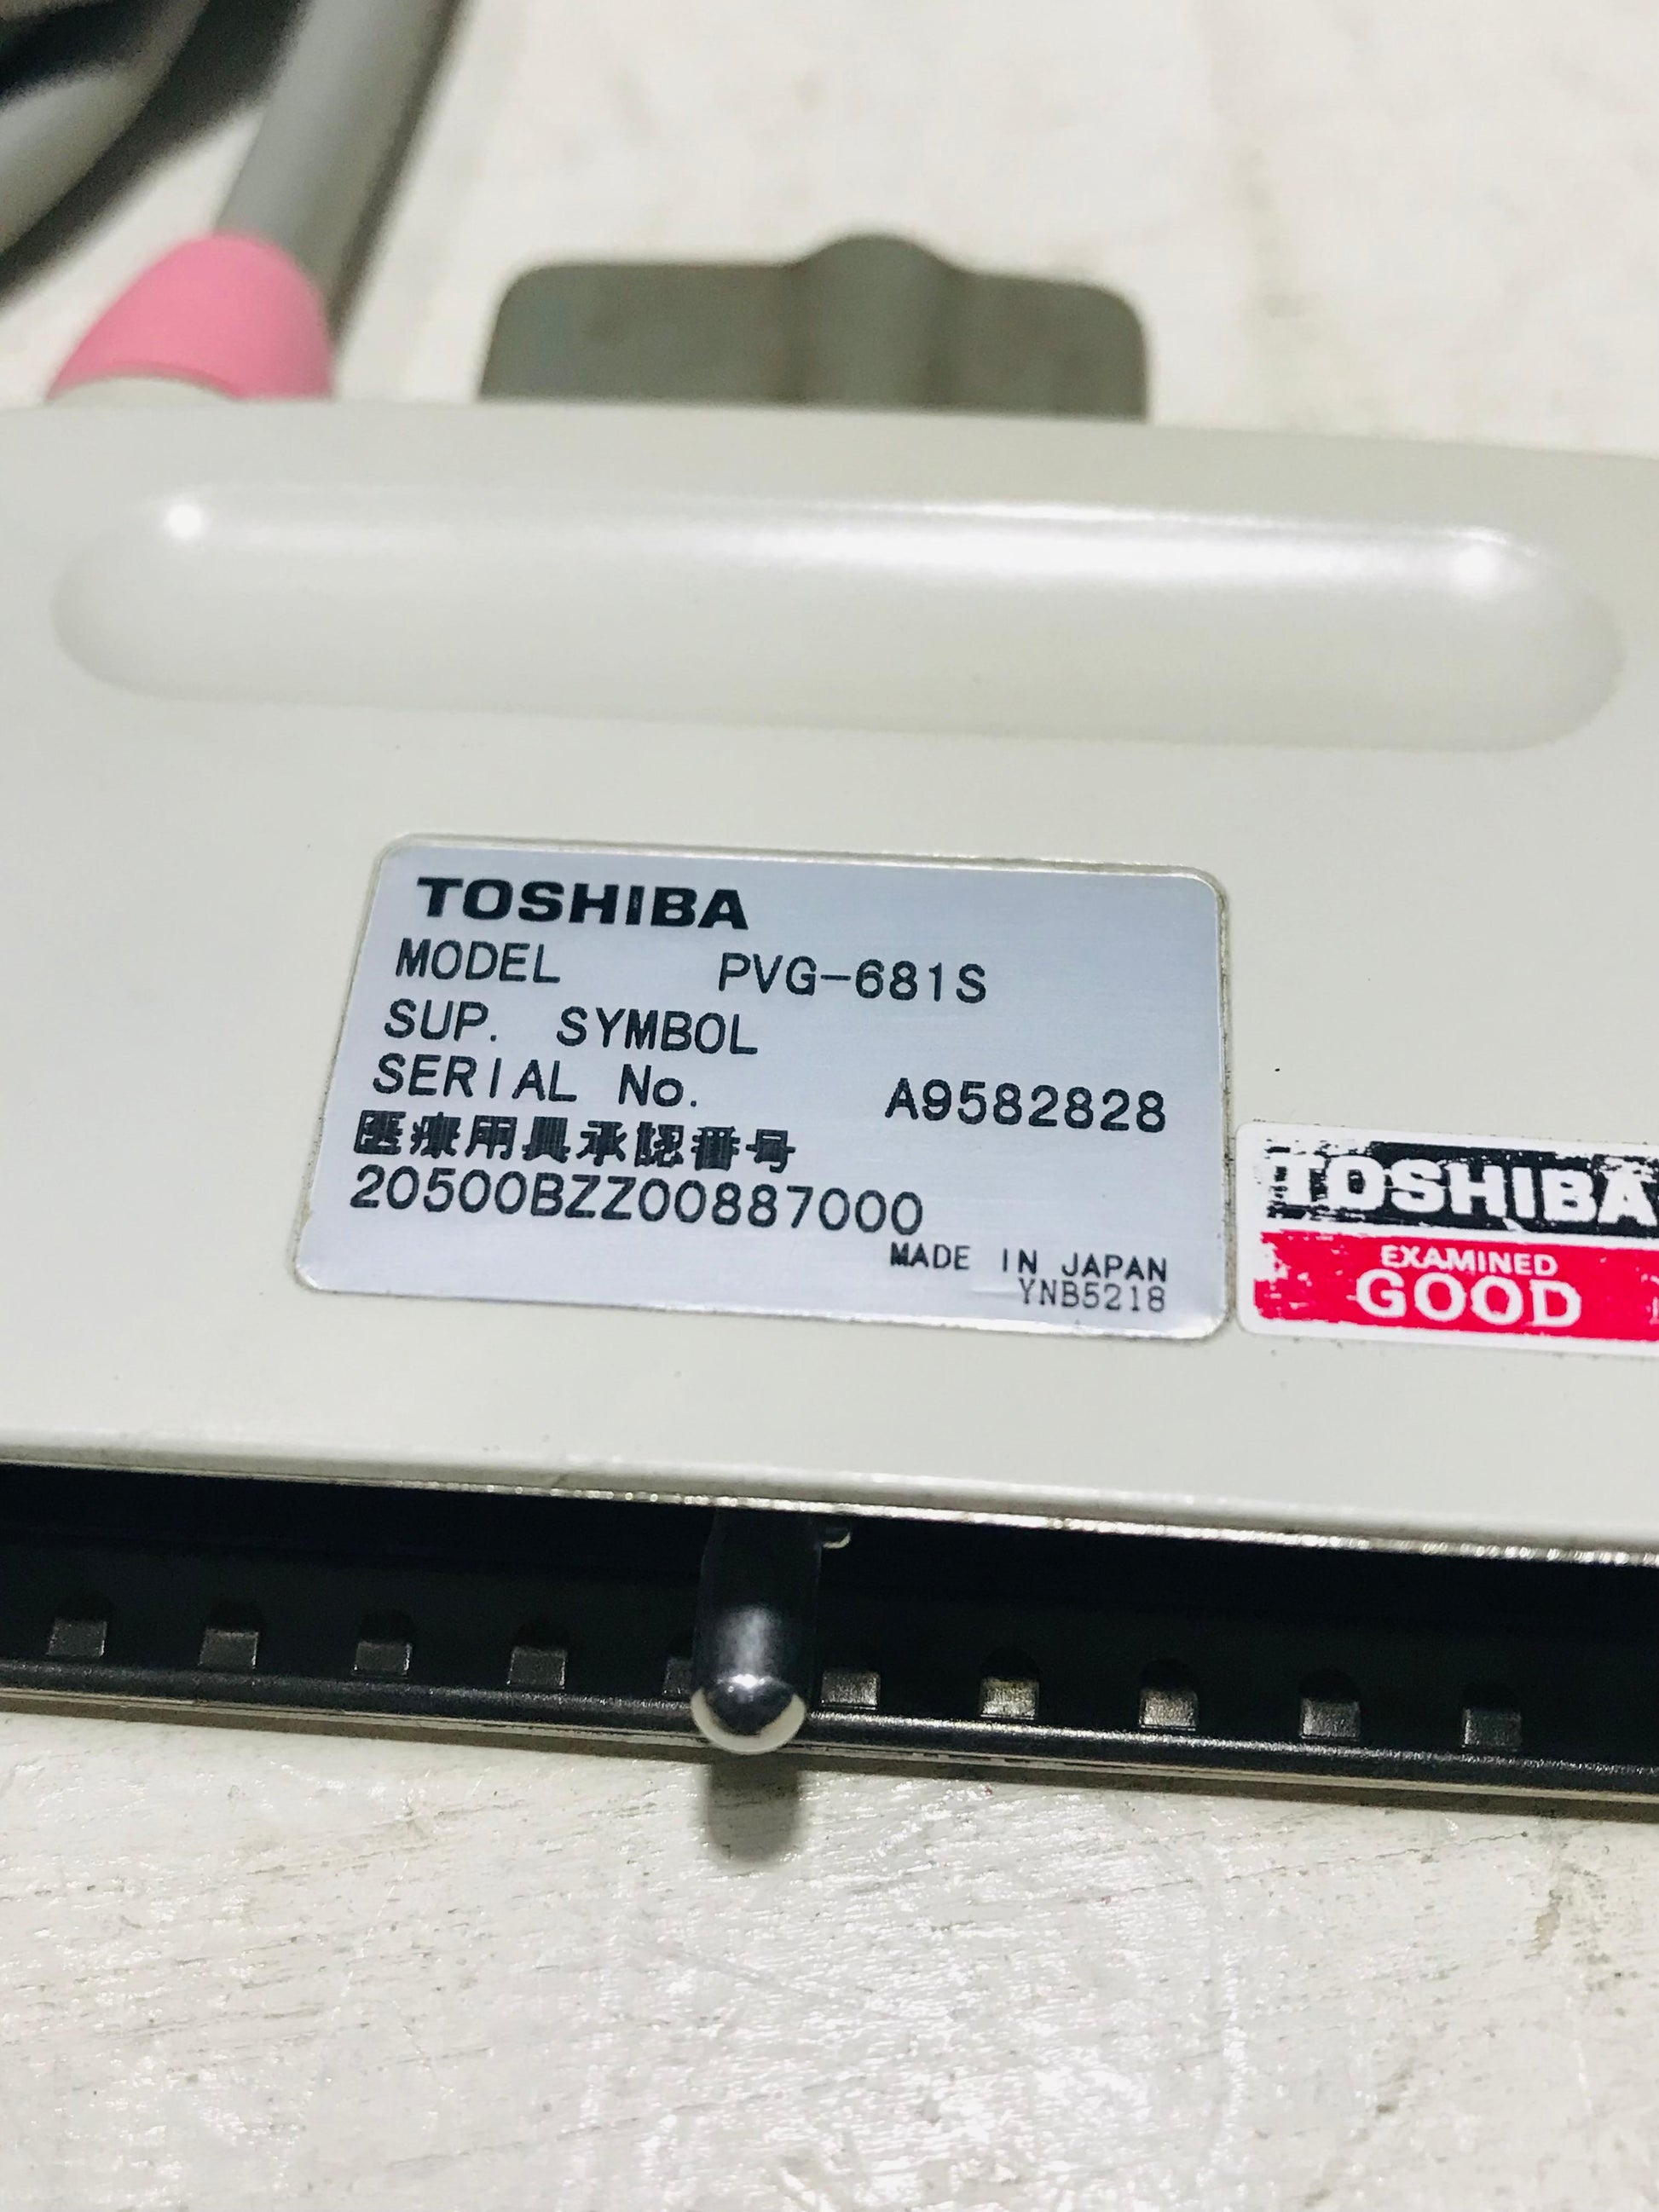 TOSHIBA
MODEL PVG-681S
SUP. SYMBOL
SERIAL No. A9582828
医療用具承認番号
20500BZZ00887000
MADE IN JAPAN
YNB5218
TOSHIBA
EXAMINED
GOOD